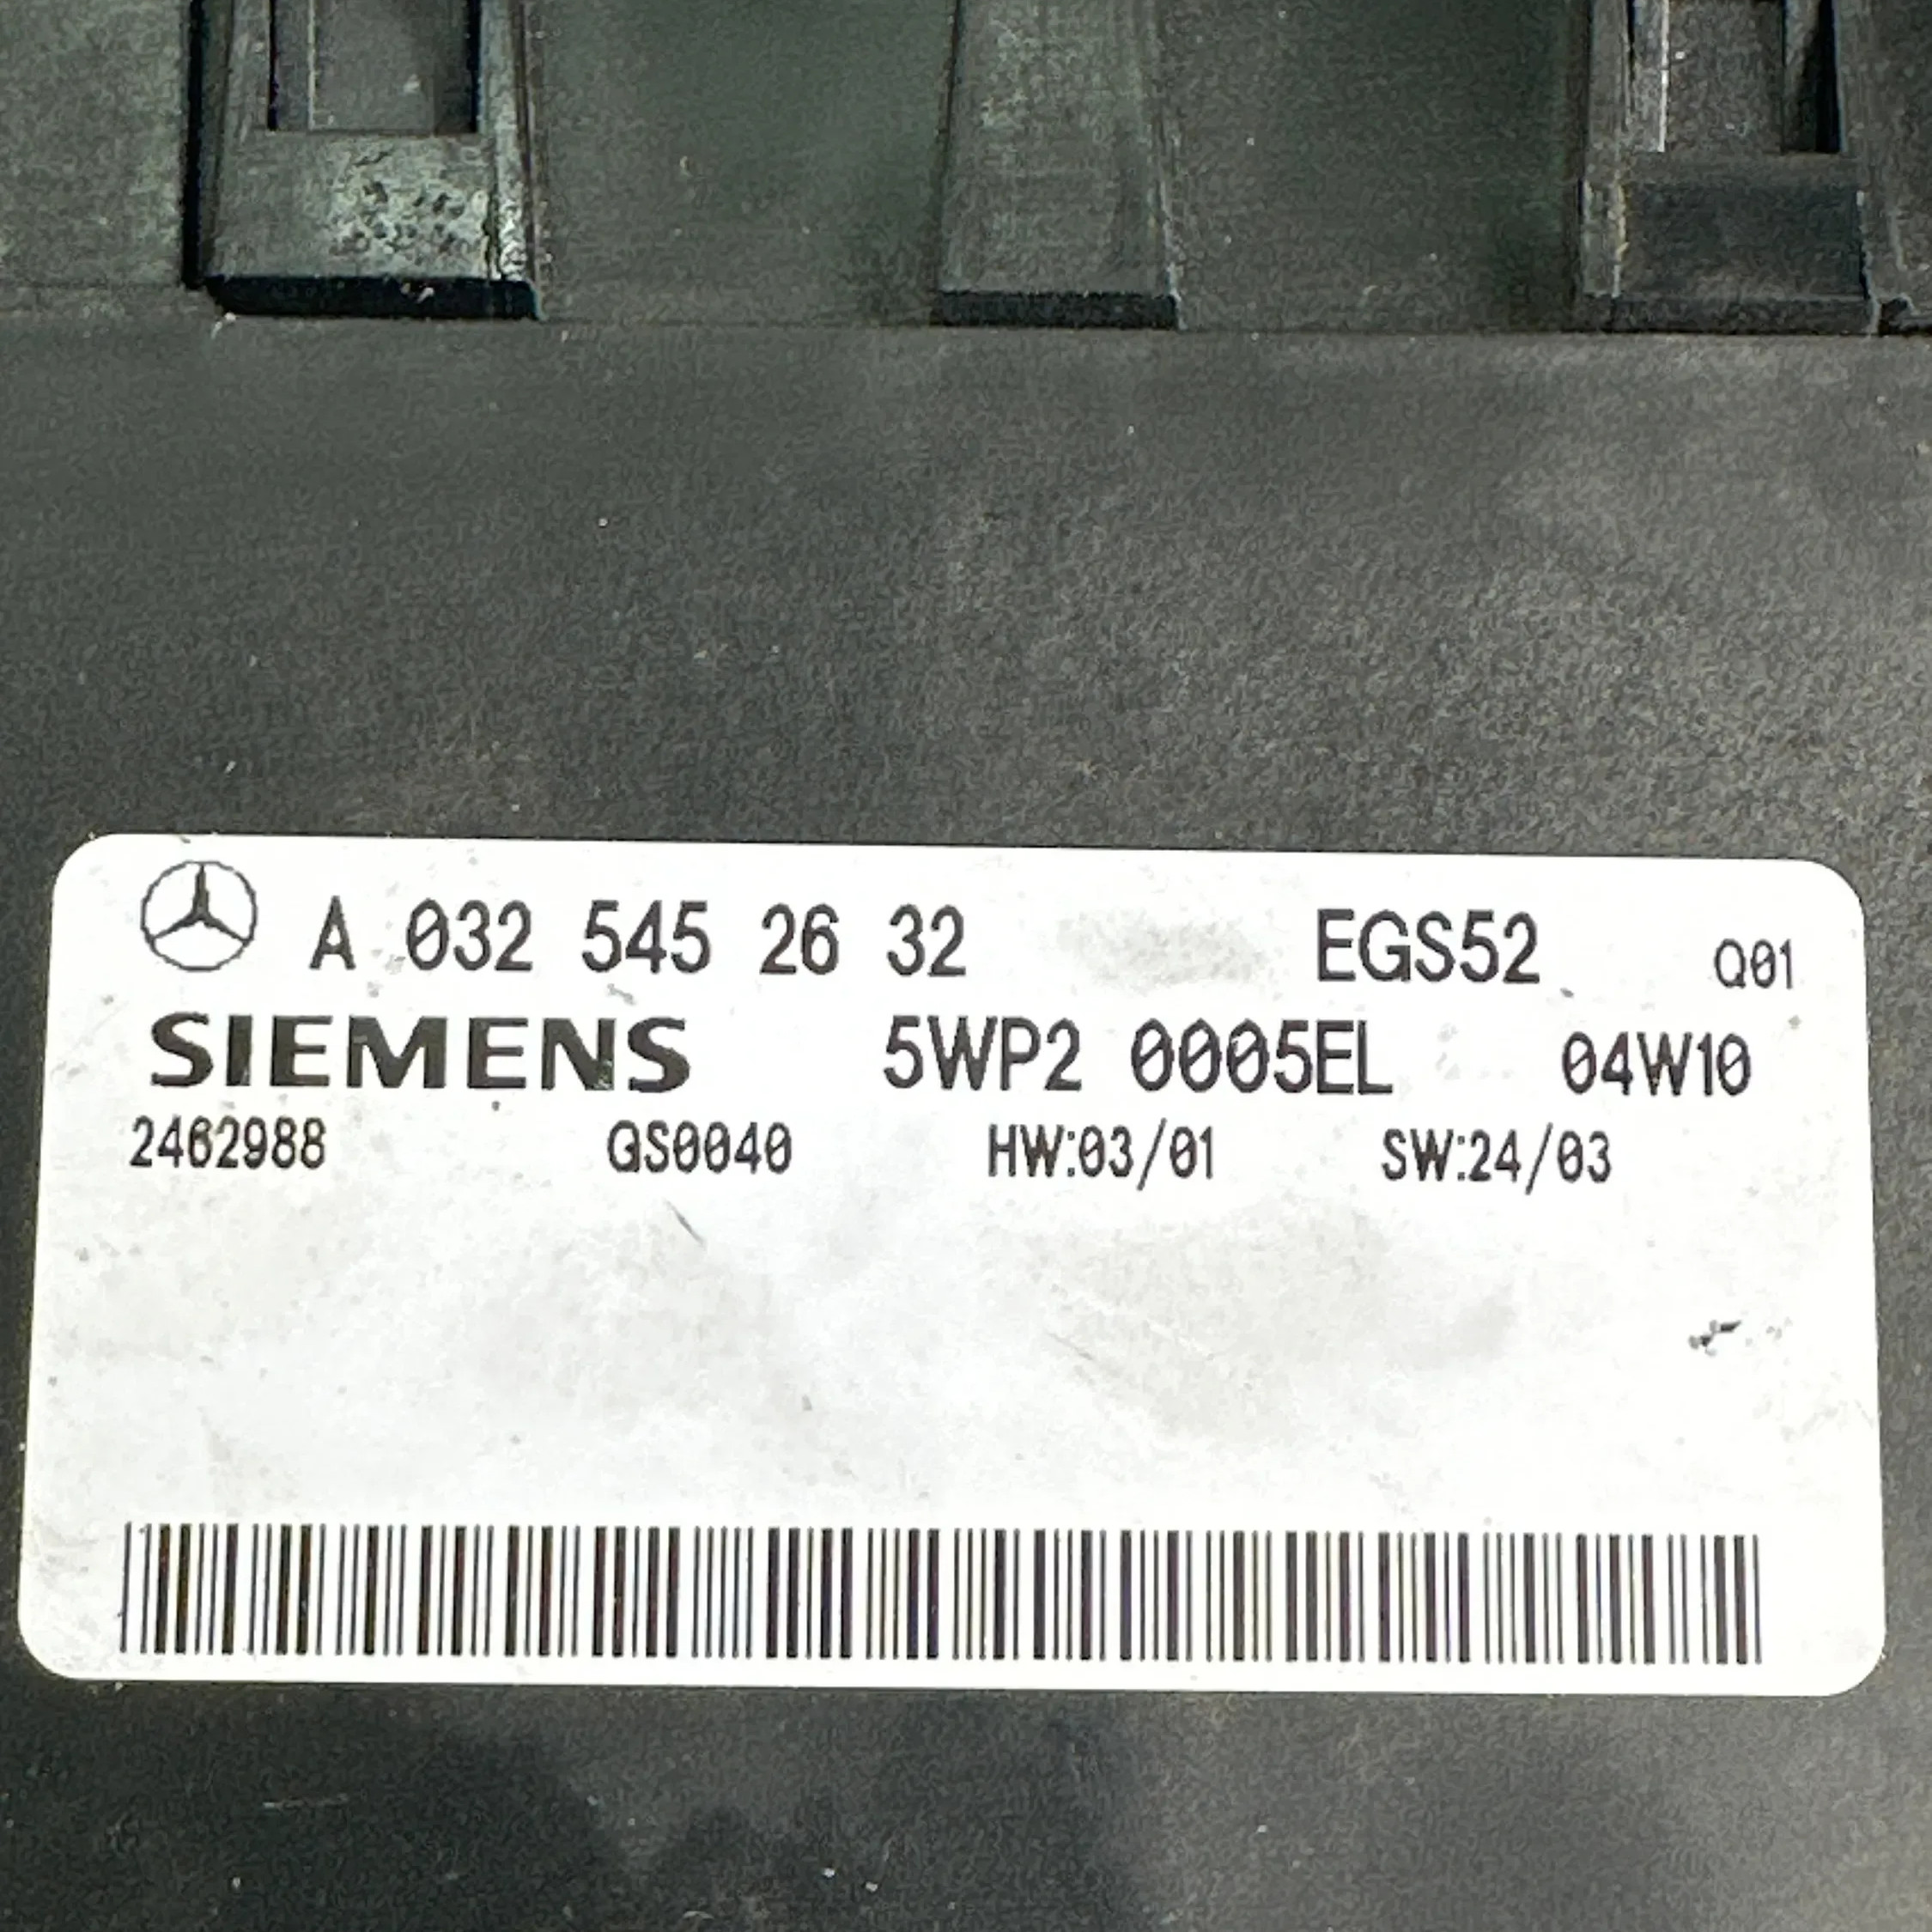 A 032 545 26 32 EGS52 Q01
SIEMENS 5WP2 0005EL 04W10
2462988 GS0040 HW:03/01 SW:24/03